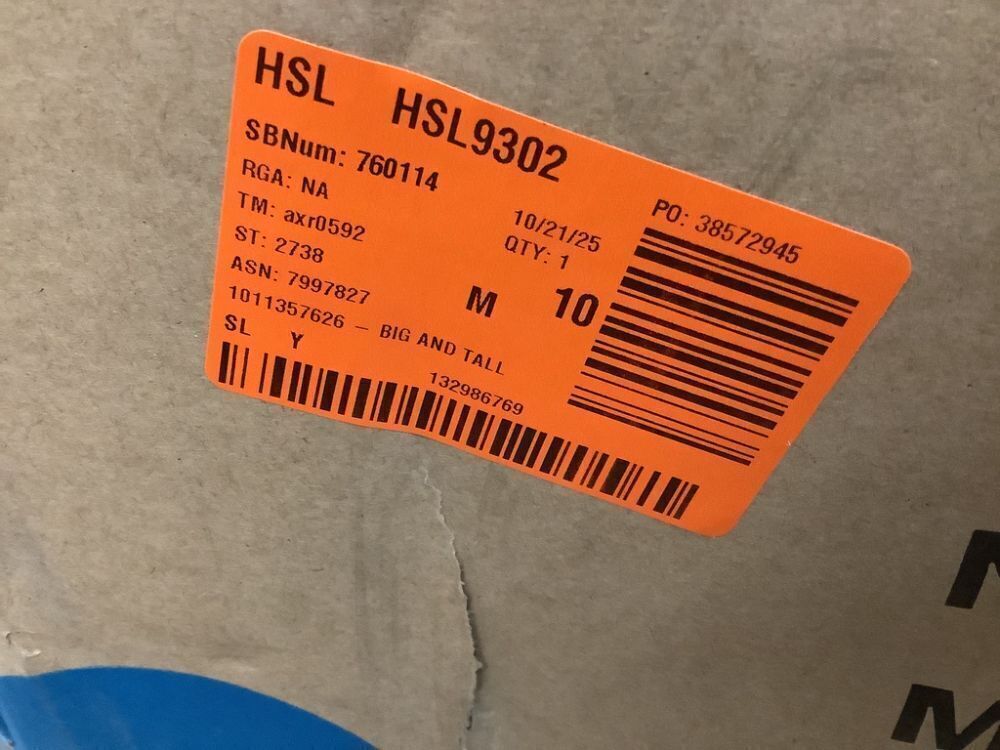 HSL HSL9302
SBNum: 760114
RGA: NA
TM: axr0592
10/21/25
PO: 38572945
ST: 2738
QTY: 1
ASN: 7997827
M 10
1011357626 – BIG AND TALL
SL Y
132986769